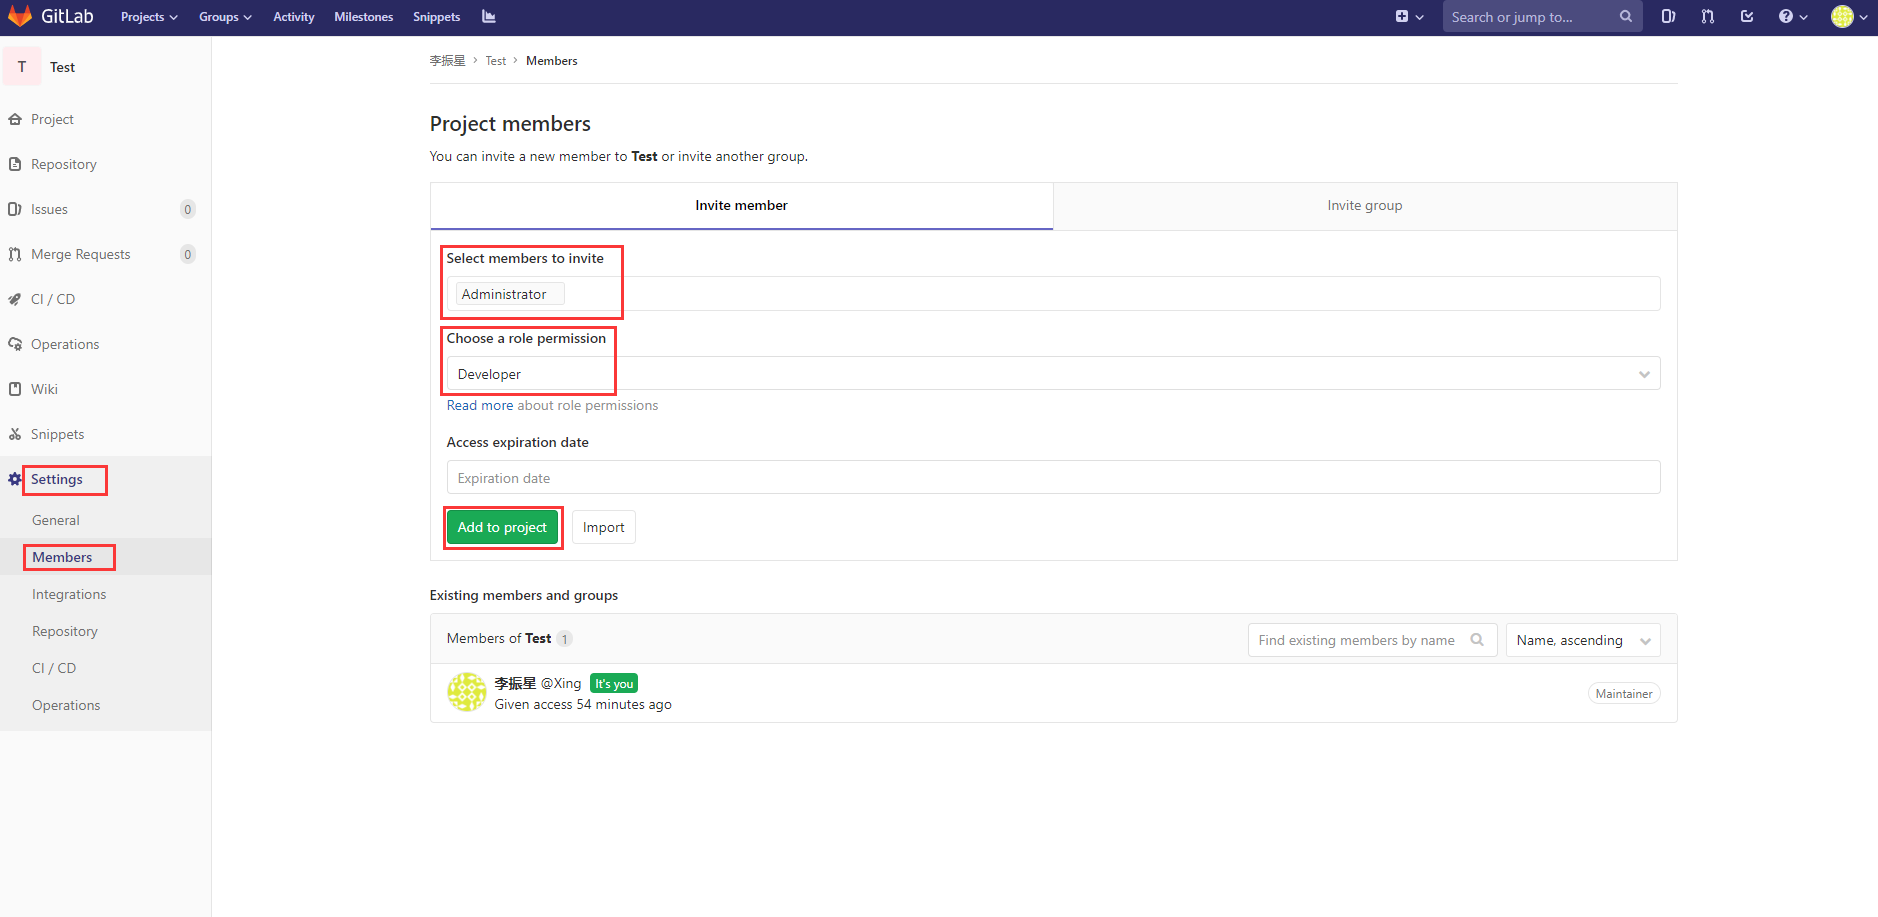 GitLab Projects Groups Activity Milestones Snippets Search or jump to...
T Test
Project
Repository
Issues 0
Merge Requests 0
CI / CD
Operations
Wiki
Snippets
Settings
General
Members
Integrations
Repository
CI / CD
Operations
李振星 › Test › Members
Project members
You can invite a new member to Test or invite another group.
Invite member Invite group
Select members to invite
Administrator
Choose a role permission
Developer
Read more about role permissions
Access expiration date
Expiration date
Add to project Import
Existing members and groups
Members of Test 1 Find existing members by name Name, ascending
李振星 @Xing It's you
Given access 54 minutes ago
Maintainer